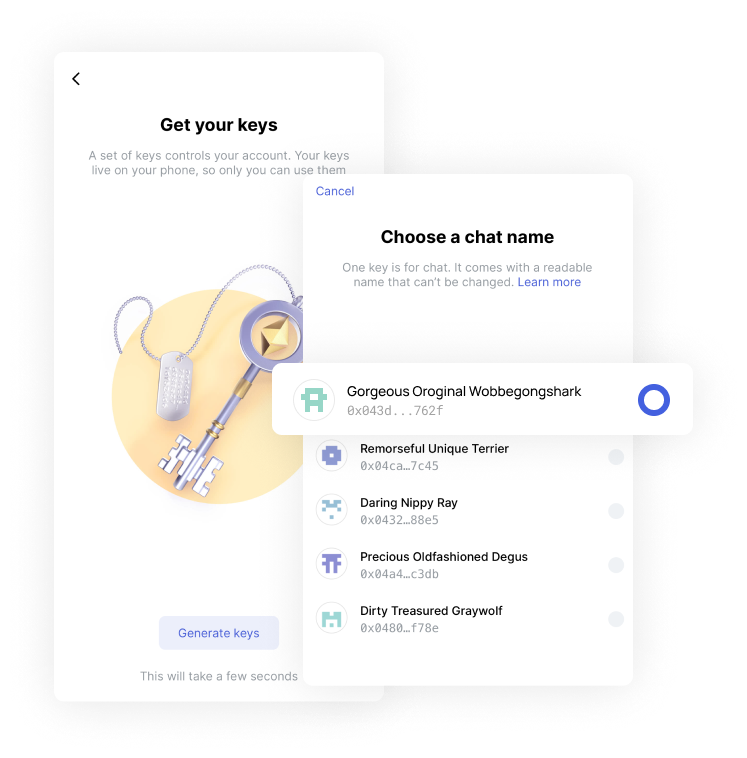 Get your keys
A set of keys controls your account. Your keys
live on your phone, so only you can use them
Generate keys
This will take a few seconds
Cancel
Choose a chat name
One key is for chat. It comes with a readable
name that can't be changed. Learn more
Gorgeous Oroginal Wobbegongshark
0x043d...762f
Remorseful Unique Terrier
0x04ca…7c45
Daring Nippy Ray
0x0432…88e5
Precious Oldfashioned Degus
0x04a4…c3db
Dirty Treasured Graywolf
0x0480…f78e